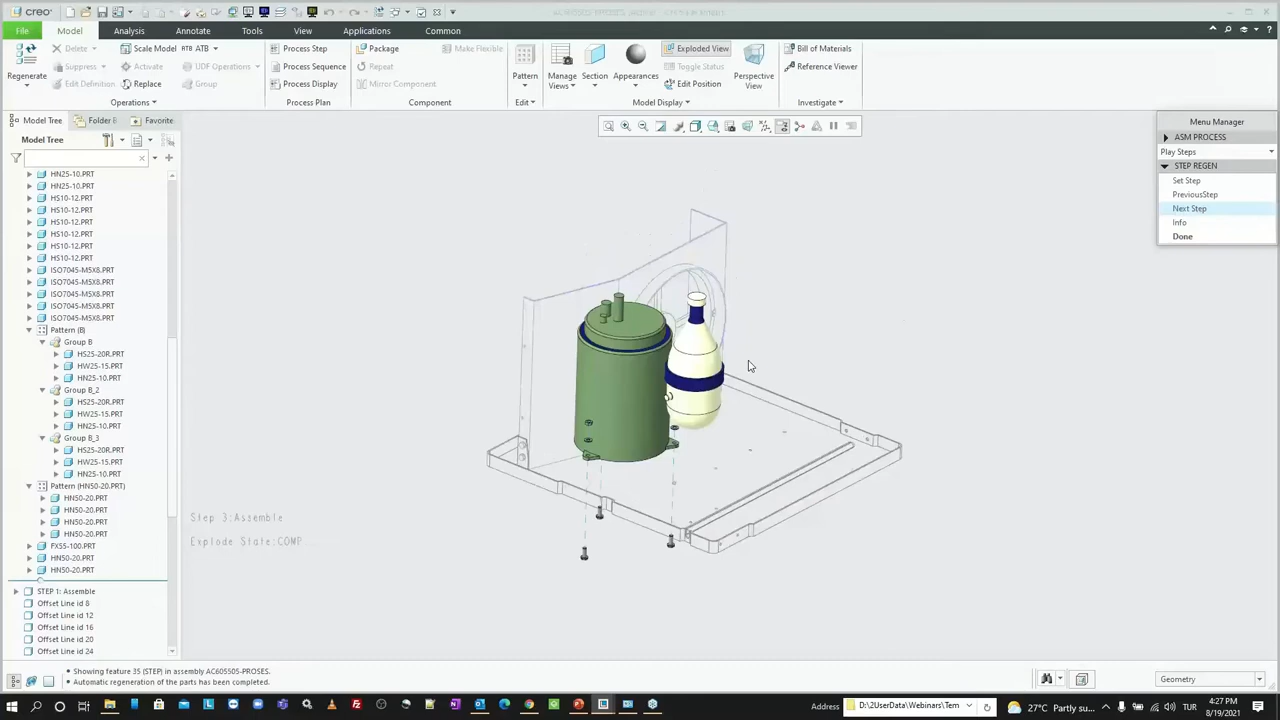 creo
File
Model
Analysis
Annotate
Tools
View
Applications
Common
Regenerate
Delete
Scale Model
ATB
Suppress
Activate
UDF Operations
Edit Definition
Replace
Group
Operations
Process Step
Process Sequence
Process Display
Process Plan
Package
Make Flexible
Repeat
Mirror Component
Component
Pattern
Edit
Manage Views
Section
Appearances
Exploded View
Toggle Status
Edit Position
Perspective View
Model Display
Bill of Materials
Reference Viewer
Investigate
Model Tree
Folder B
Favorite
Model Tree
HN25-10.PRT
HN25-10.PRT
HS10-12.PRT
HS10-12.PRT
HS10-12.PRT
HS10-12.PRT
HS10-12.PRT
HS10-12.PRT
ISO7045-M5X8.PRT
ISO7045-M5X8.PRT
ISO7045-M5X8.PRT
ISO7045-M5X8.PRT
ISO7045-M5X8.PRT
Pattern (B)
Group B
HS25-20R.PRT
HW25-15.PRT
HN25-10.PRT
Group B_2
HS25-20R.PRT
HW25-15.PRT
HN25-10.PRT
Group B_3
HS25-20R.PRT
HW25-15.PRT
HN25-10.PRT
Pattern (HN50-20.PRT)
HN50-20.PRT
HN50-20.PRT
HN50-20.PRT
HN50-20.PRT
FX55-100.PRT
HN50-20.PRT
HN50-20.PRT
STEP 1: Assemble
Offset Line id 8
Offset Line id 12
Offset Line id 16
Offset Line id 20
Offset Line id 24
Step 3:Assemble
Explode State:COMP
Menu Manager
ASM PROCESS
Play Steps
STEP REGEN
Set Step
PreviousStep
Next Step
Info
Done
• Showing feature 35 (STEP) in assembly AC605505-PROSES.
• Automatic regeneration of the parts has been completed.
Geometry
Address
D:\2UserData\Webinars\Tem
27°C Partly su...
4:27 PM
8/19/2021